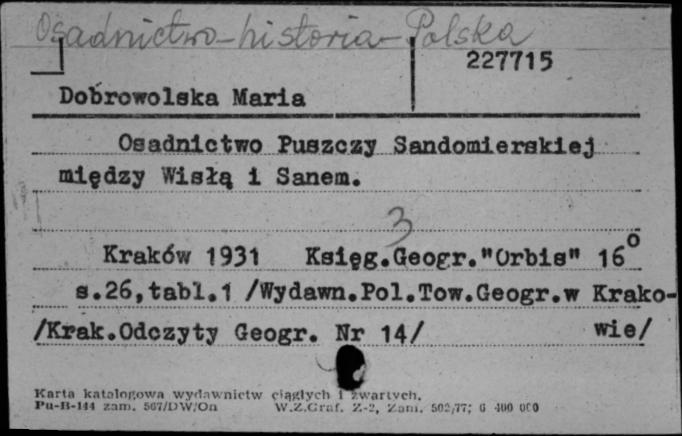 Osadnictwo - historia - Polska
227715
Dobrowolska Maria
Osadnictwo Puszczy Sandomierskiej
między Wisłą i Sanem.
3
Kraków 1931 Księg.Geogr."Orbis" 16°
s.26,tabl.1 /Wydawn.Pol.Tow.Geogr.w Krako-
/Krak.Odczyty Geogr. Nr 14/ wie/
Karta katalogowa wydawnictw ciągłych i zwartych.
Pu-B-144 zam. 567/DW/On W.Z.Graf. Z-2, Zam. 502/77; 6 400 000